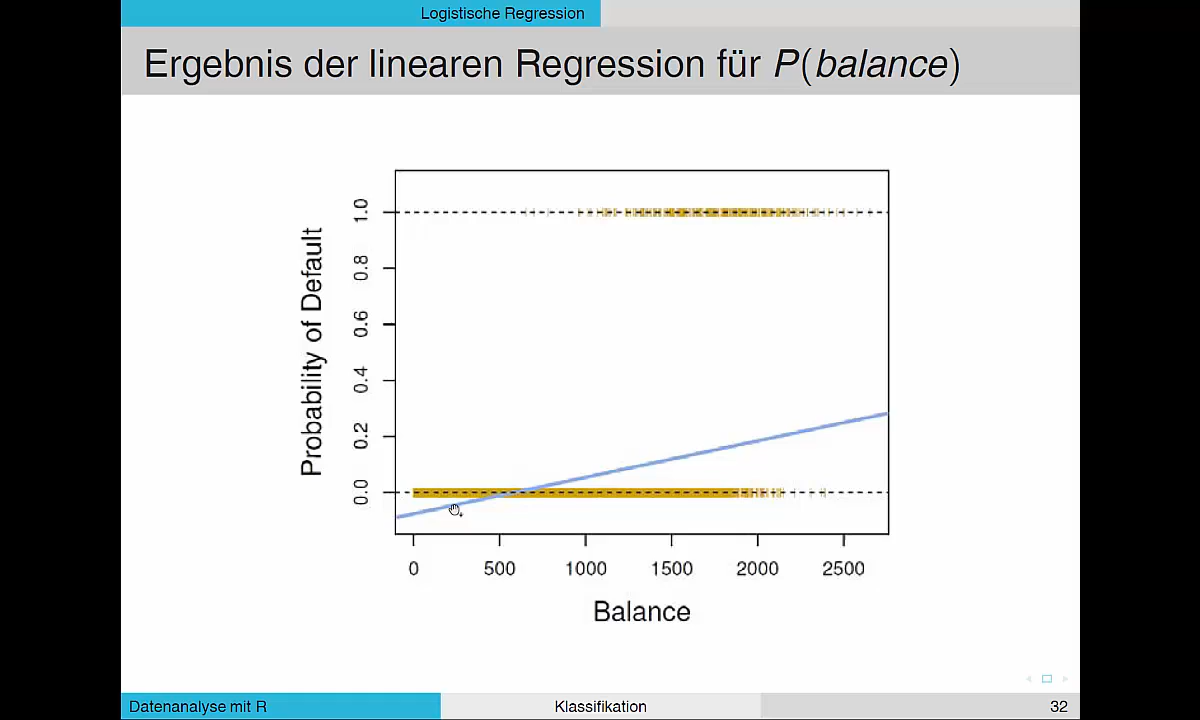 Logistische Regression
Ergebnis der linearen Regression für P(balance)
Probability of Default
1.0
0.8
0.6
0.4
0.2
0.0
0 500 1000 1500 2000 2500
Balance
Datenanalyse mit R Klassifikation 32